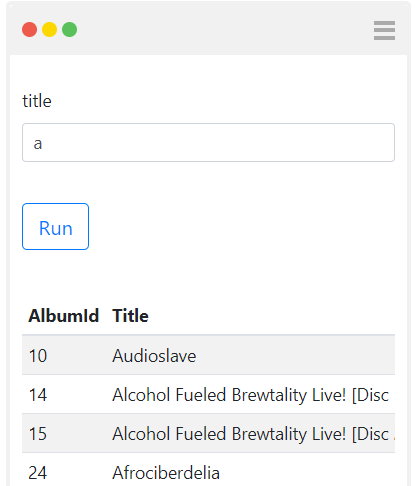 title
a
Run
AlbumId Title
10 Audioslave
14 Alcohol Fueled Brewtality Live! [Disc
15 Alcohol Fueled Brewtality Live! [Disc
24 Afrociberdelia